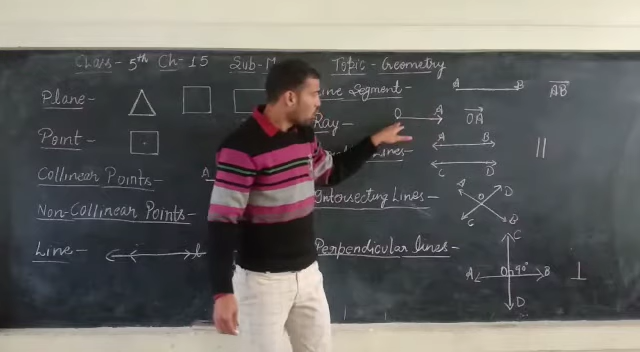 Class - 5th Ch-15 Sub-M Topic - Geometry
Plane -
Point -
Collinear Points -
Non-Collinear Points -
Line - l
ine Segment - A B AB
Ray - O A OA
Lines - A B C D ||
Intersecting Lines - A D O C B
Perpendicular lines - C A O 90° B D ⊥